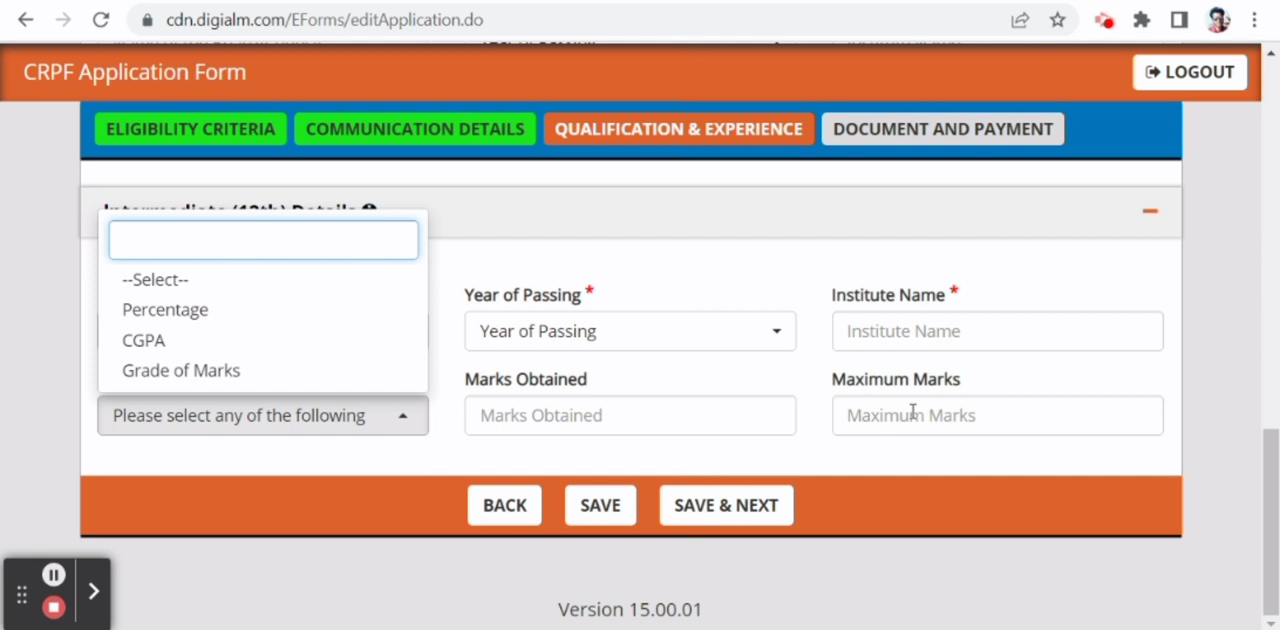 cdn.digialm.com/EForms/editApplication.do
CRPF Application Form
LOGOUT
ELIGIBILITY CRITERIA
COMMUNICATION DETAILS
QUALIFICATION & EXPERIENCE
DOCUMENT AND PAYMENT
Intermediate (12th) Details
--Select--
Percentage
CGPA
Grade of Marks
Please select any of the following
Year of Passing *
Year of Passing
Institute Name *
Institute Name
Marks Obtained
Marks Obtained
Maximum Marks
Maximum Marks
BACK
SAVE
SAVE & NEXT
Version 15.00.01